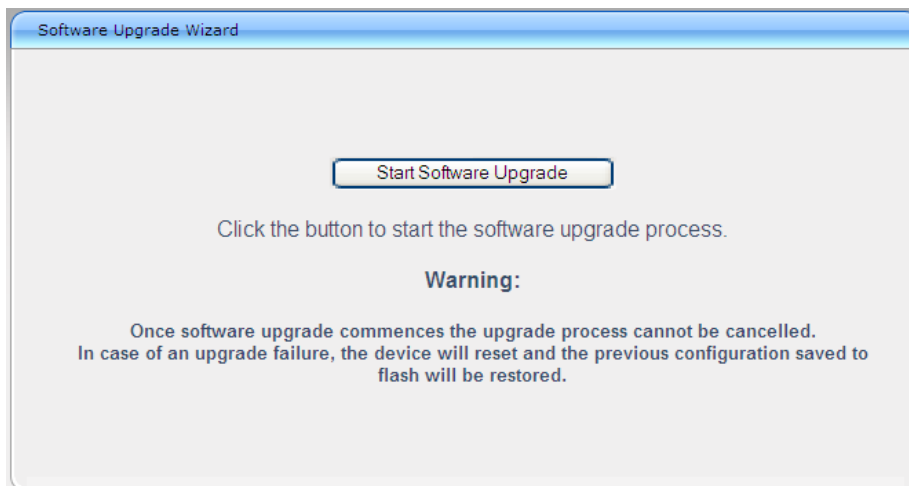 Software Upgrade Wizard
Start Software Upgrade
Click the button to start the software upgrade process.
Warning:
Once software upgrade commences the upgrade process cannot be cancelled.
In case of an upgrade failure, the device will reset and the previous configuration saved to
flash will be restored.